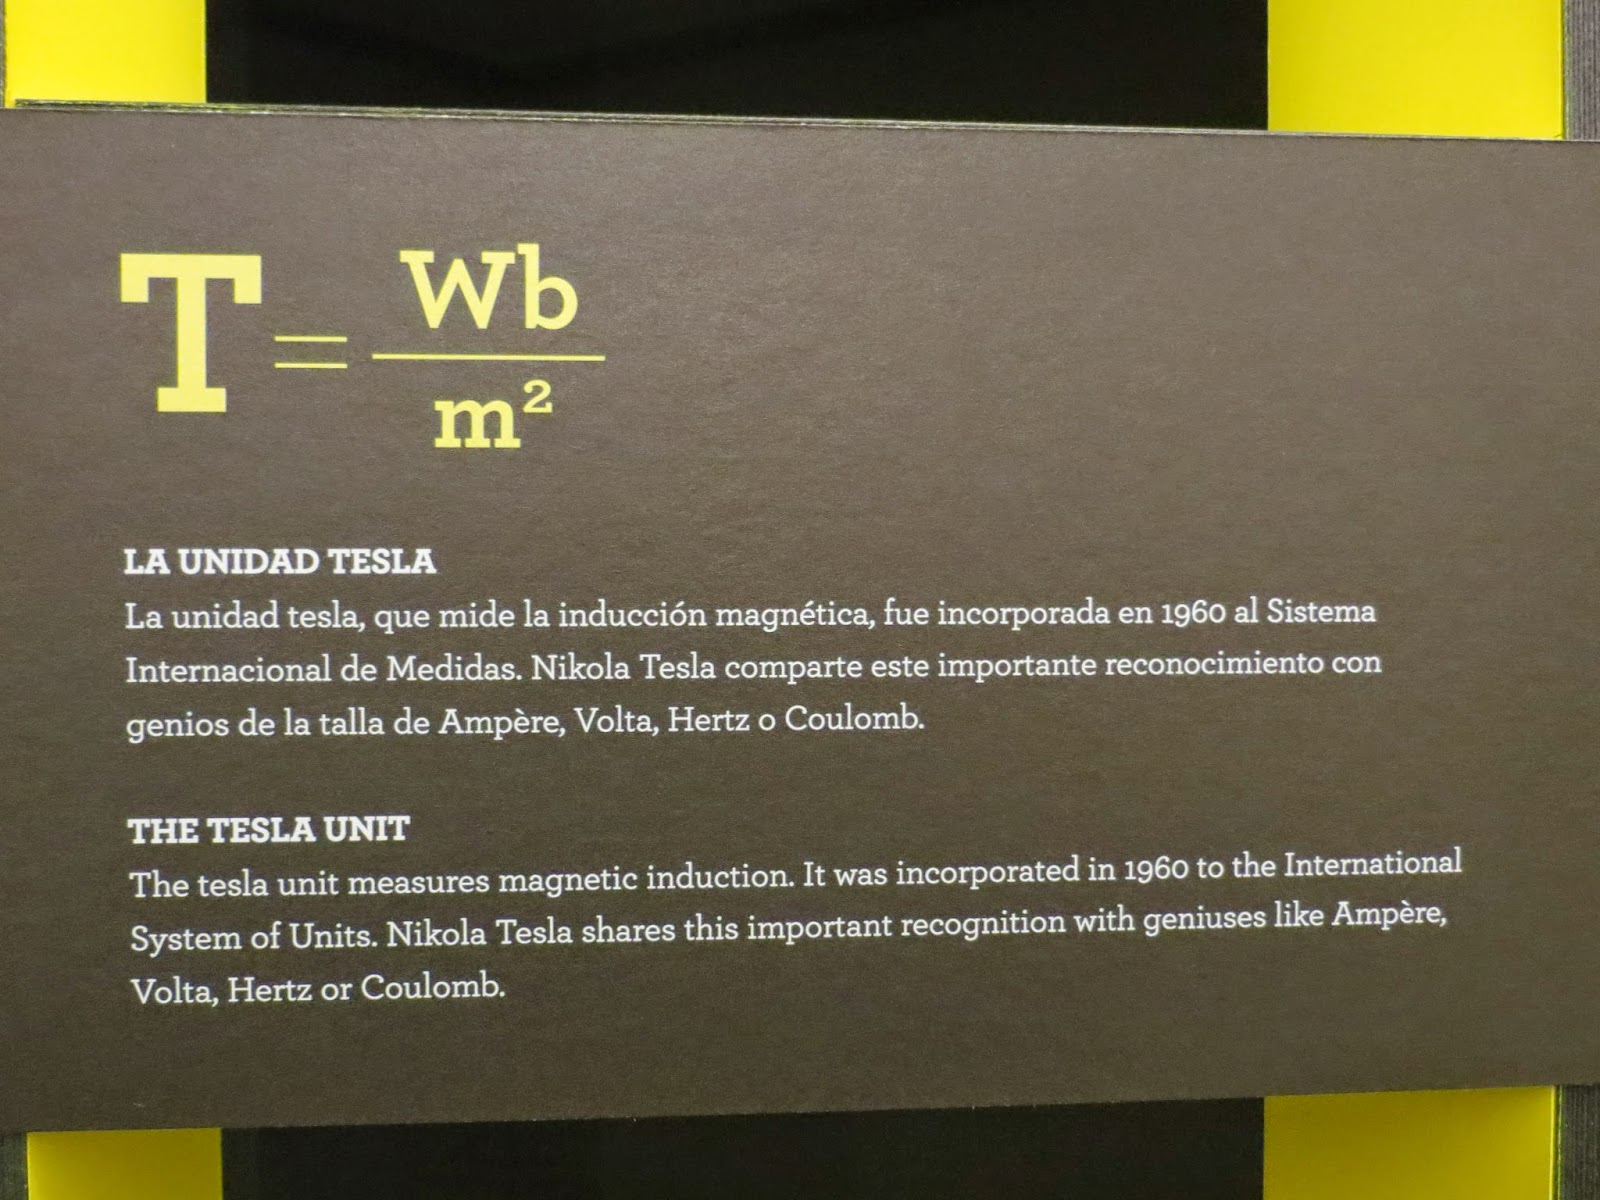 T = Wb / m²
LA UNIDAD TESLA
La unidad tesla, que mide la inducción magnética, fue incorporada en 1960 al Sistema
Internacional de Medidas. Nikola Tesla comparte este importante reconocimiento con
genios de la talla de Ampère, Volta, Hertz o Coulomb.
THE TESLA UNIT
The tesla unit measures magnetic induction. It was incorporated in 1960 to the International
System of Units. Nikola Tesla shares this important recognition with geniuses like Ampère,
Volta, Hertz or Coulomb.